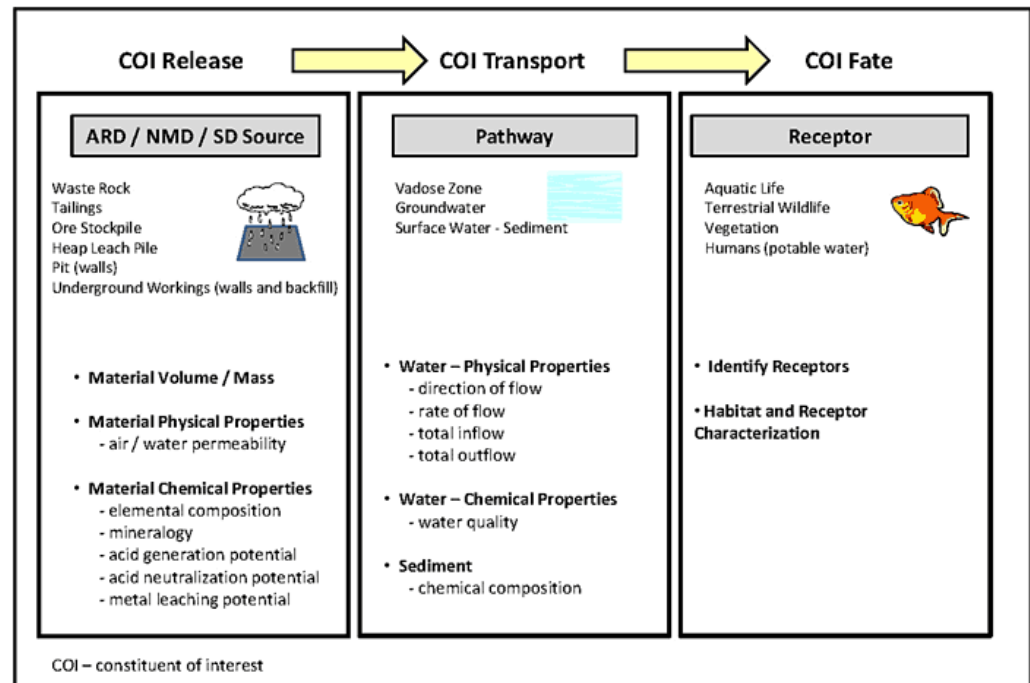 COI Release
COI Transport
COI Fate
ARD / NMD / SD Source
Waste Rock
Tailings
Ore Stockpile
Heap Leach Pile
Pit (walls)
Underground Workings (walls and backfill)
• Material Volume / Mass
• Material Physical Properties
- air / water permeability
• Material Chemical Properties
- elemental composition
- mineralogy
- acid generation potential
- acid neutralization potential
- metal leaching potential
Pathway
Vadose Zone
Groundwater
Surface Water - Sediment
• Water – Physical Properties
- direction of flow
- rate of flow
- total inflow
- total outflow
• Water – Chemical Properties
- water quality
• Sediment
- chemical composition
Receptor
Aquatic Life
Terrestrial Wildlife
Vegetation
Humans (potable water)
• Identify Receptors
• Habitat and Receptor
Characterization
COI – constituent of interest